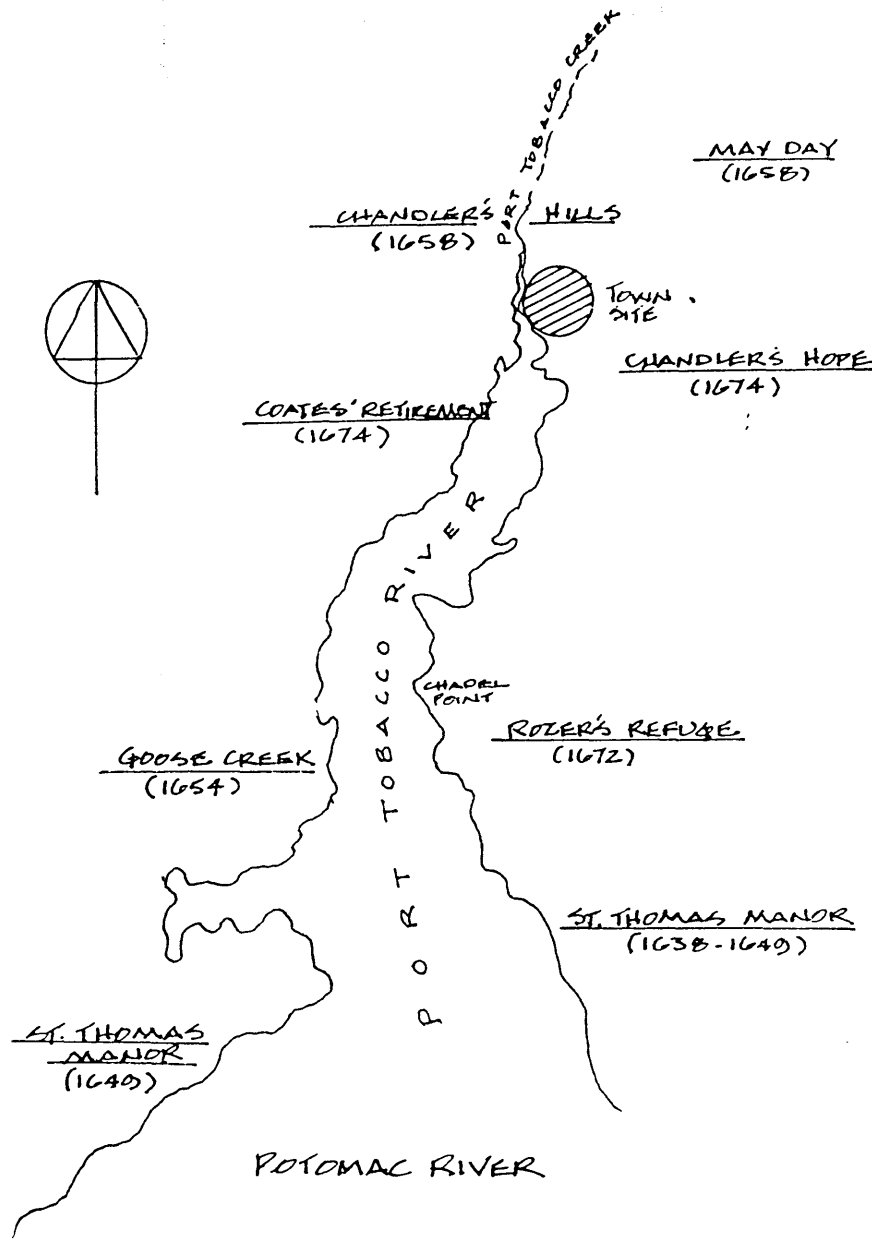 PORT TOBACCO CREEK
MAY DAY
(1658)
CHANDLER'S HILLS
(1658)
TOWN
SITE
CHANDLER'S HOPE
(1674)
COATES' RETIREMENT
(1674)
PORT TOBACCO RIVER
CHAPEL
POINT
ROZER'S REFUGE
(1672)
GOOSE CREEK
(1654)
ST. THOMAS MANOR
(1638-1649)
ST. THOMAS
MANOR
(1649)
POTOMAC RIVER